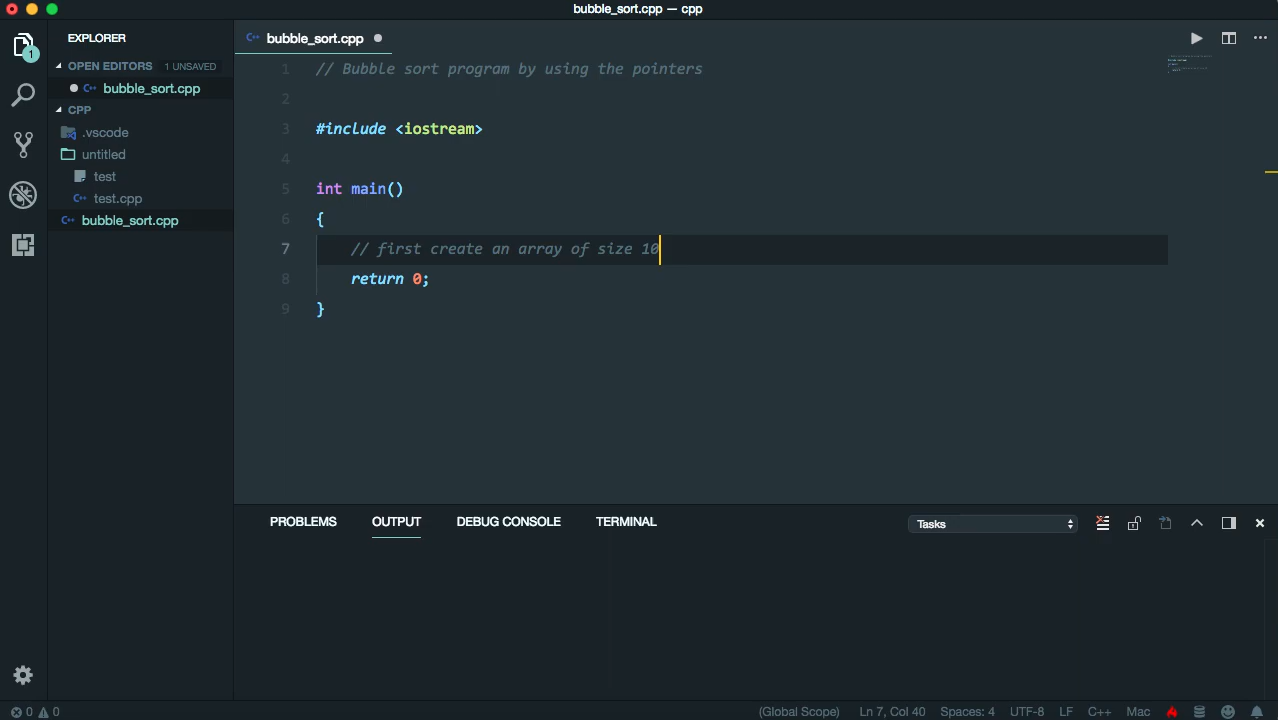 bubble_sort.cpp — cpp
EXPLORER
OPEN EDITORS 1 UNSAVED
bubble_sort.cpp
CPP
.vscode
untitled
test
test.cpp
bubble_sort.cpp
1
bubble_sort.cpp
1 // Bubble sort program by using the pointers
2
3 #include <iostream>
4
5 int main()
6 {
7 // first create an array of size 10
8 return 0;
9 }
PROBLEMS OUTPUT DEBUG CONSOLE TERMINAL Tasks
0 0 (Global Scope) Ln 7, Col 40 Spaces: 4 UTF-8 LF C++ Mac